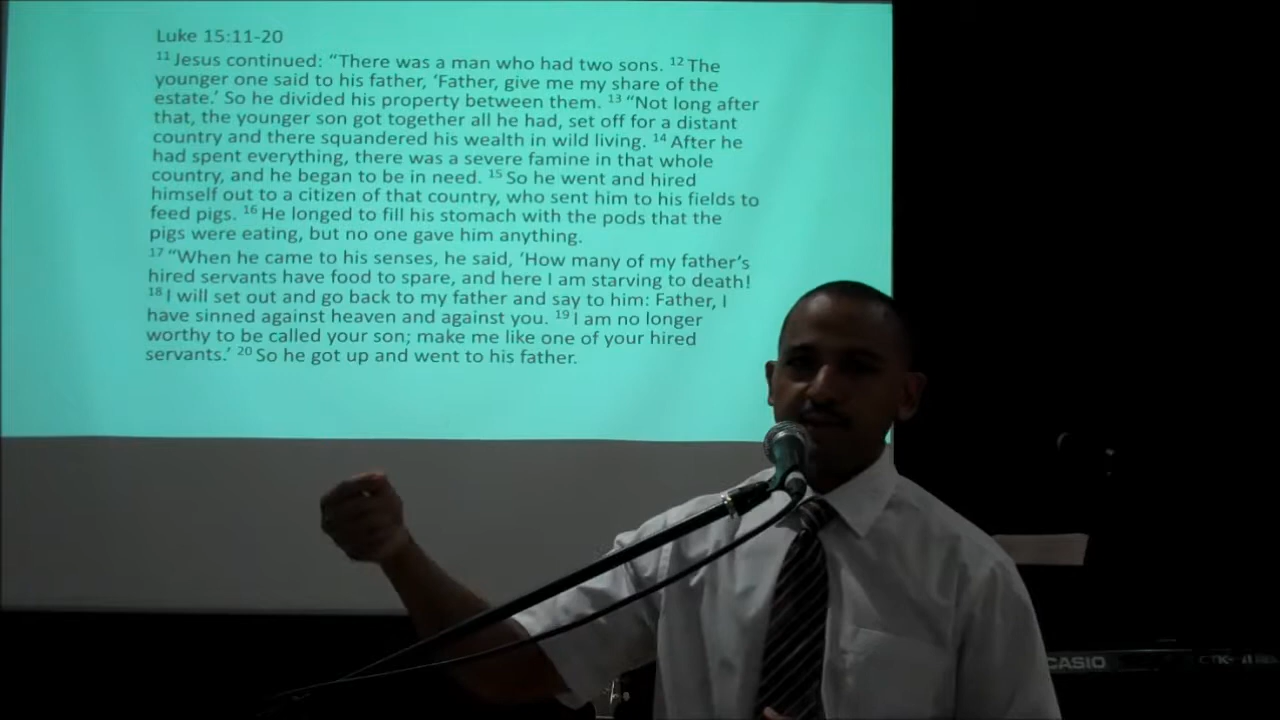 Luke 15:11-20
11 Jesus continued: “There was a man who had two sons. 12 The
younger one said to his father, ‘Father, give me my share of the
estate.’ So he divided his property between them. 13 “Not long after
that, the younger son got together all he had, set off for a distant
country and there squandered his wealth in wild living. 14 After he
had spent everything, there was a severe famine in that whole
country, and he began to be in need. 15 So he went and hired
himself out to a citizen of that country, who sent him to his fields to
feed pigs. 16 He longed to fill his stomach with the pods that the
pigs were eating, but no one gave him anything.
17 “When he came to his senses, he said, ‘How many of my father’s
hired servants have food to spare, and here I am starving to death!
18 I will set out and go back to my father and say to him: Father, I
have sinned against heaven and against you. 19 I am no longer
worthy to be called your son; make me like one of your hired
servants.’ 20 So he got up and went to his father.
CASIO